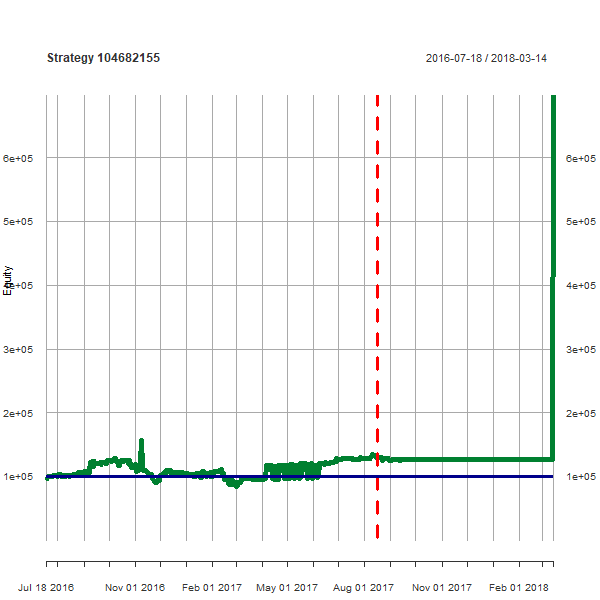 Strategy 104682155
2016-07-18 / 2018-03-14
6e+05
6e+05
5e+05
5e+05
Equity
4e+05
4e+05
3e+05
3e+05
2e+05
2e+05
1e+05
1e+05
Jul 18 2016
Nov 01 2016
Feb 01 2017
May 01 2017
Aug 01 2017
Nov 01 2017
Feb 01 2018